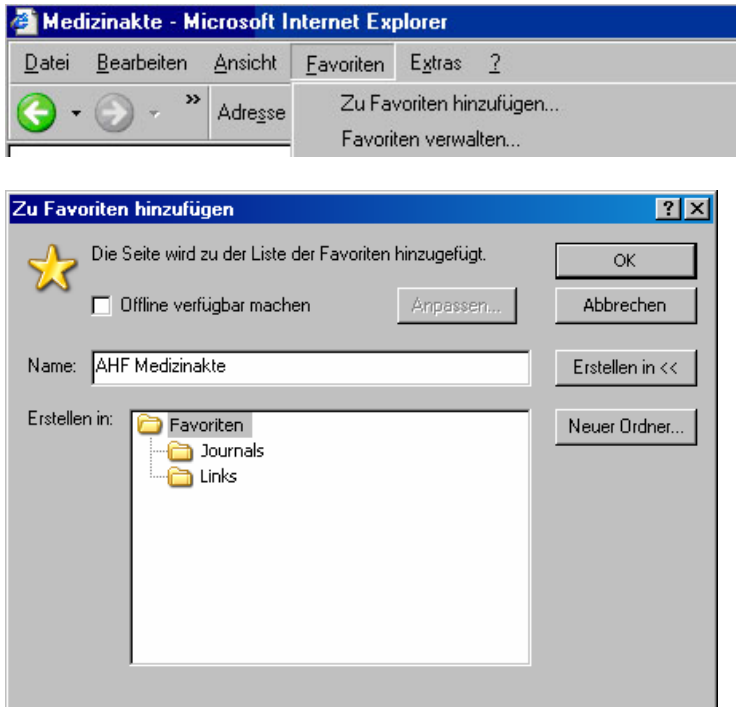 Medizinakte - Microsoft Internet Explorer
Datei Bearbeiten Ansicht Favoriten Extras ?
» Adresse Zu Favoriten hinzufügen...
Favoriten verwalten...
Zu Favoriten hinzufügen
Die Seite wird zu der Liste der Favoriten hinzugefügt. OK
Offline verfügbar machen Anpassen... Abbrechen
Name: AHF Medizinakte Erstellen in <<
Erstellen in: Favoriten Neuer Ordner...
Journals
Links